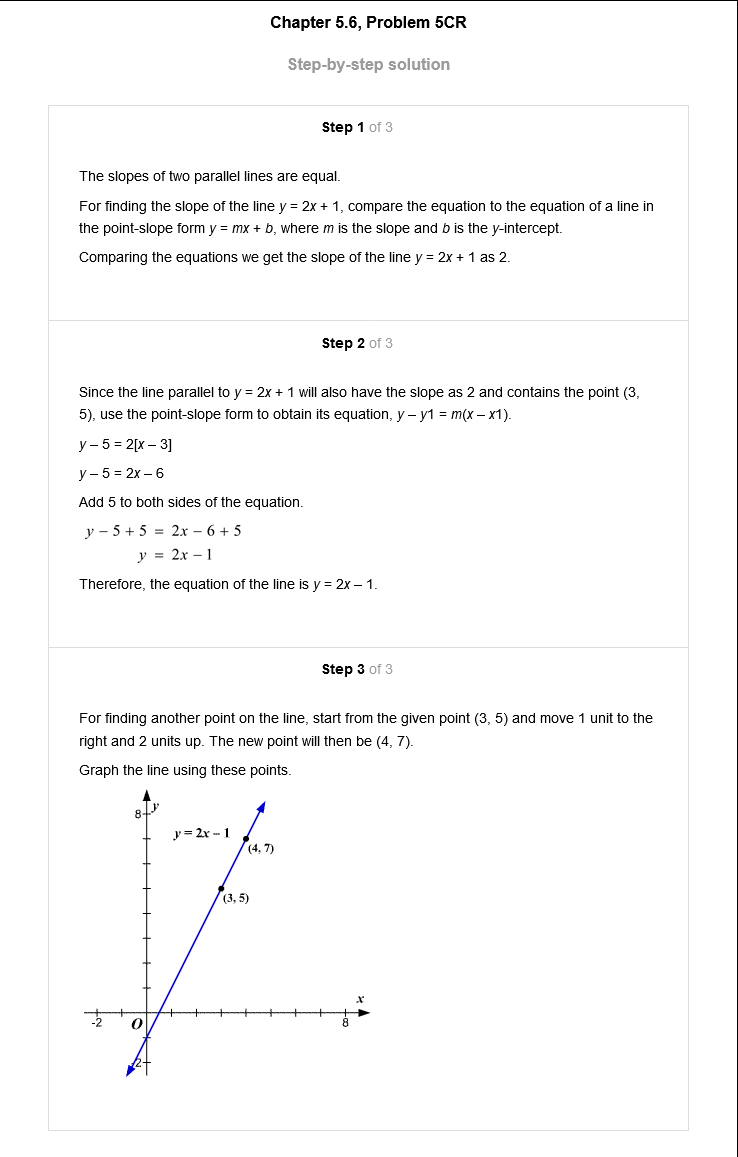 Chapter 5.6, Problem 5CR
Step-by-step solution
Step 1 of 3
The slopes of two parallel lines are equal.
For finding the slope of the line y = 2x + 1, compare the equation to the equation of a line in
the point-slope form y = mx + b, where m is the slope and b is the y-intercept.
Comparing the equations we get the slope of the line y = 2x + 1 as 2.
Step 2 of 3
Since the line parallel to y = 2x + 1 will also have the slope as 2 and contains the point (3,
5), use the point-slope form to obtain its equation, y – y1 = m(x – x1).
y – 5 = 2[x – 3]
y – 5 = 2x – 6
Add 5 to both sides of the equation.
y − 5 + 5 = 2x − 6 + 5
y = 2x − 1
Therefore, the equation of the line is y = 2x – 1.
Step 3 of 3
For finding another point on the line, start from the given point (3, 5) and move 1 unit to the
right and 2 units up. The new point will then be (4, 7).
Graph the line using these points.
8 y
y = 2x − 1
(4, 7)
(3, 5)
x
-2 O 8
-2